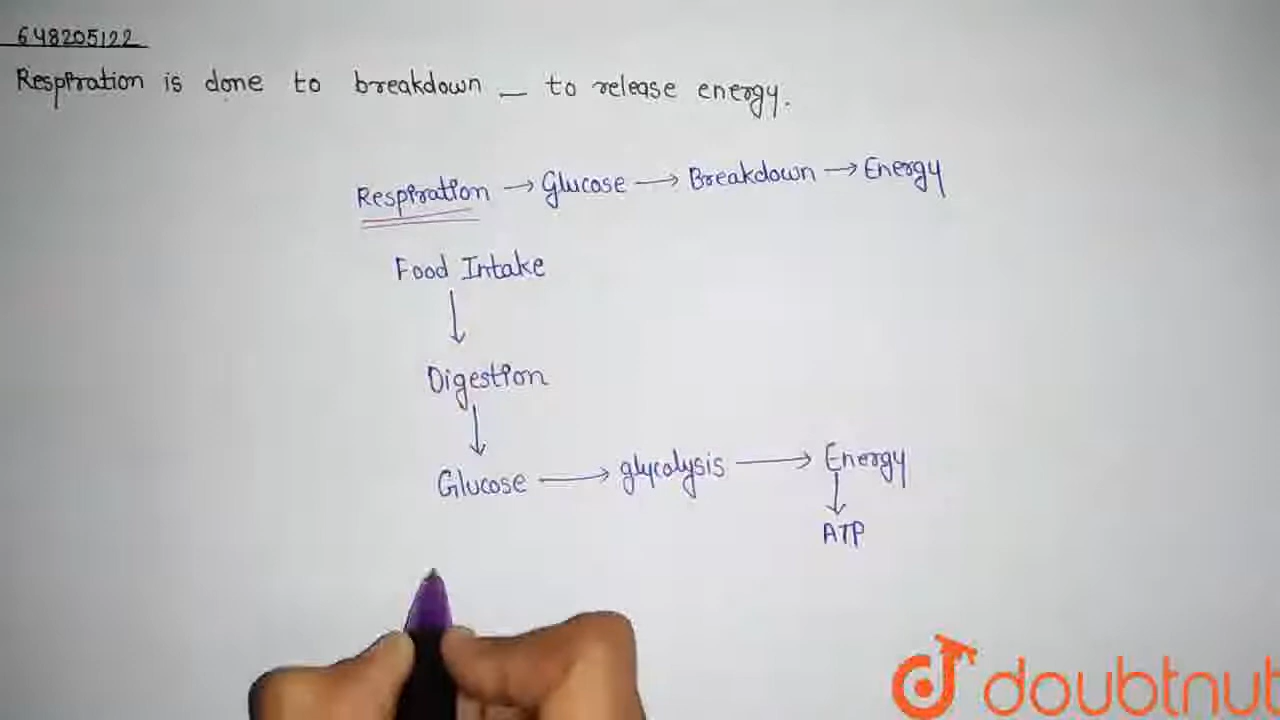 648205122
Respiration is done to breakdown _ to release energy.
Respiration → Glucose → Breakdown → Energy
Food Intake
↓
Digestion
↓
Glucose → glycolysis → Energy
↓
ATP
doubtnut